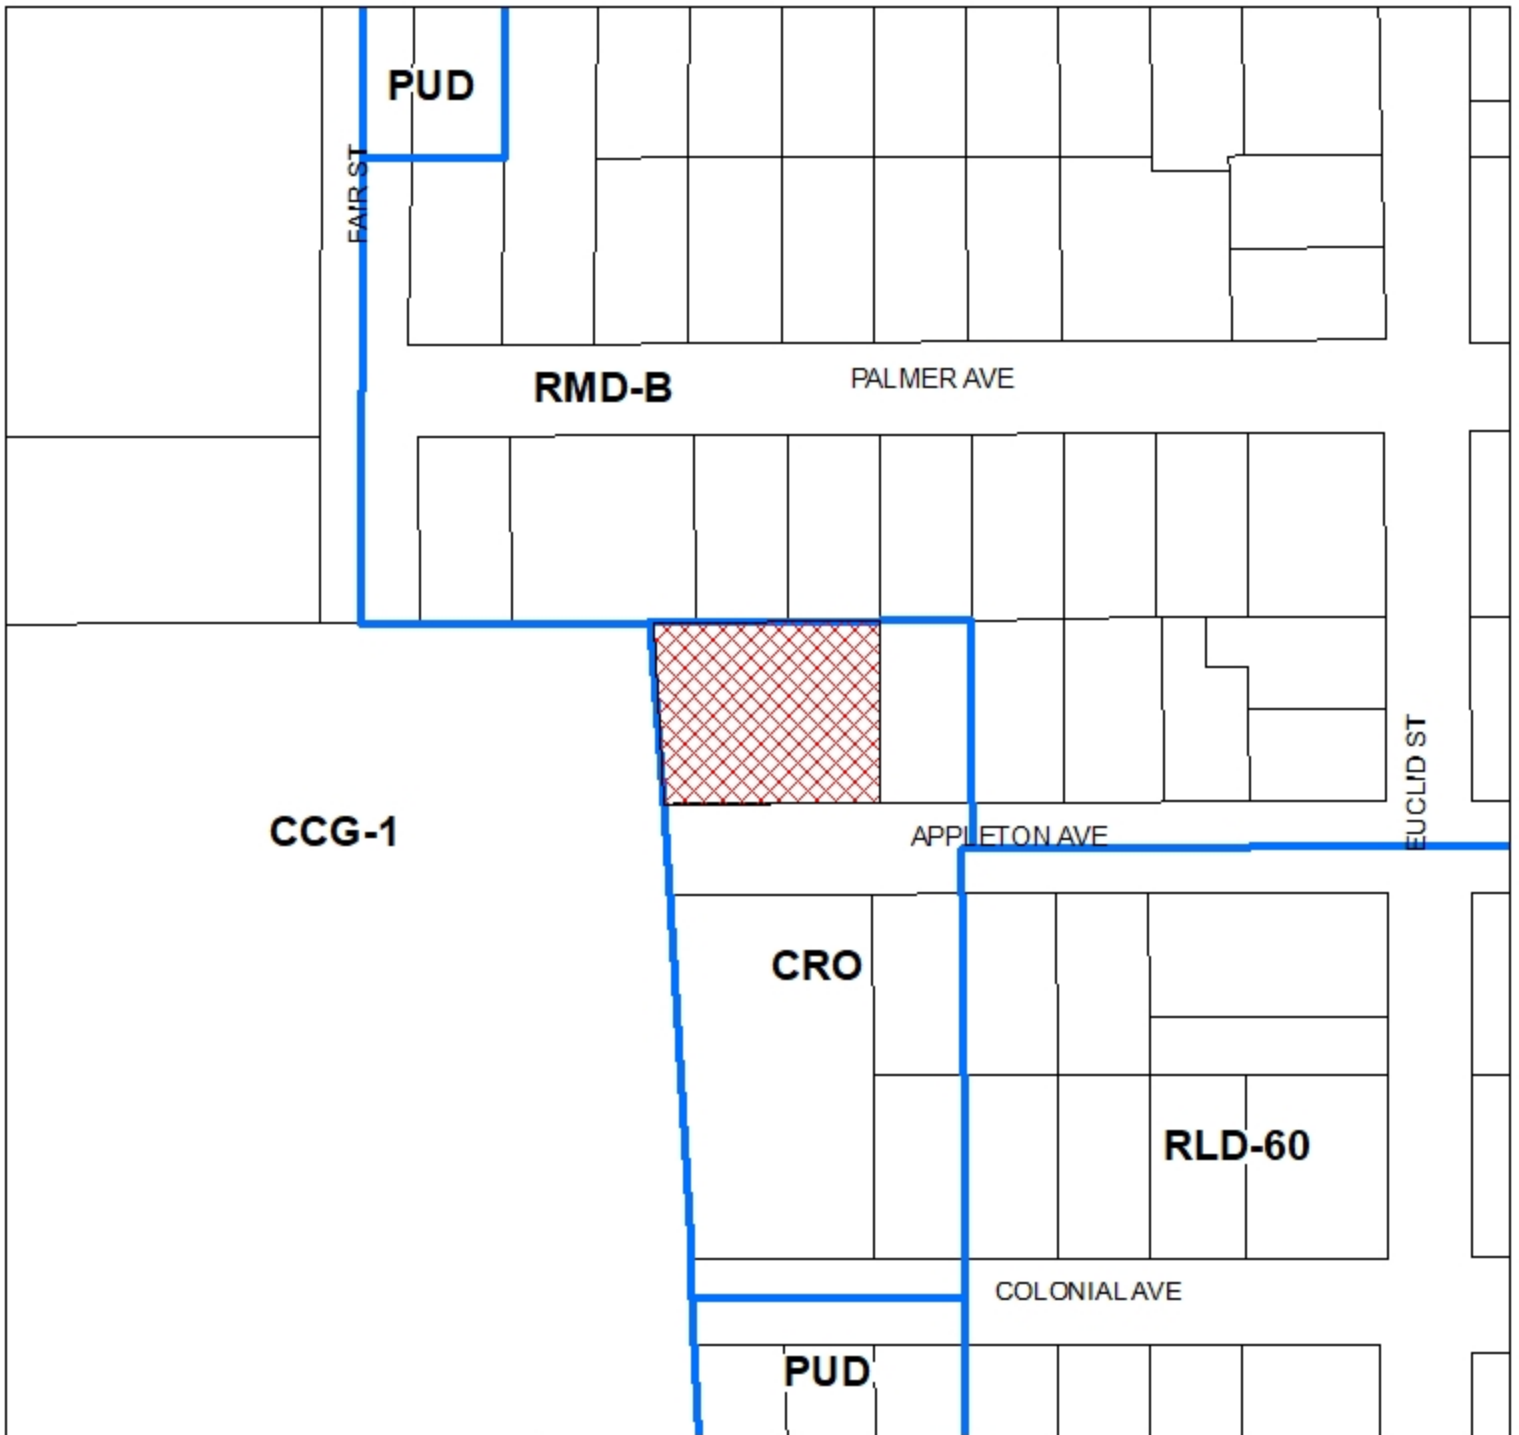 PUD
FAIR ST
RMD-B
PALMER AVE
CCG-1
EUCLID ST
APPLETON AVE
CRO
RLD-60
COLONIAL AVE
PUD